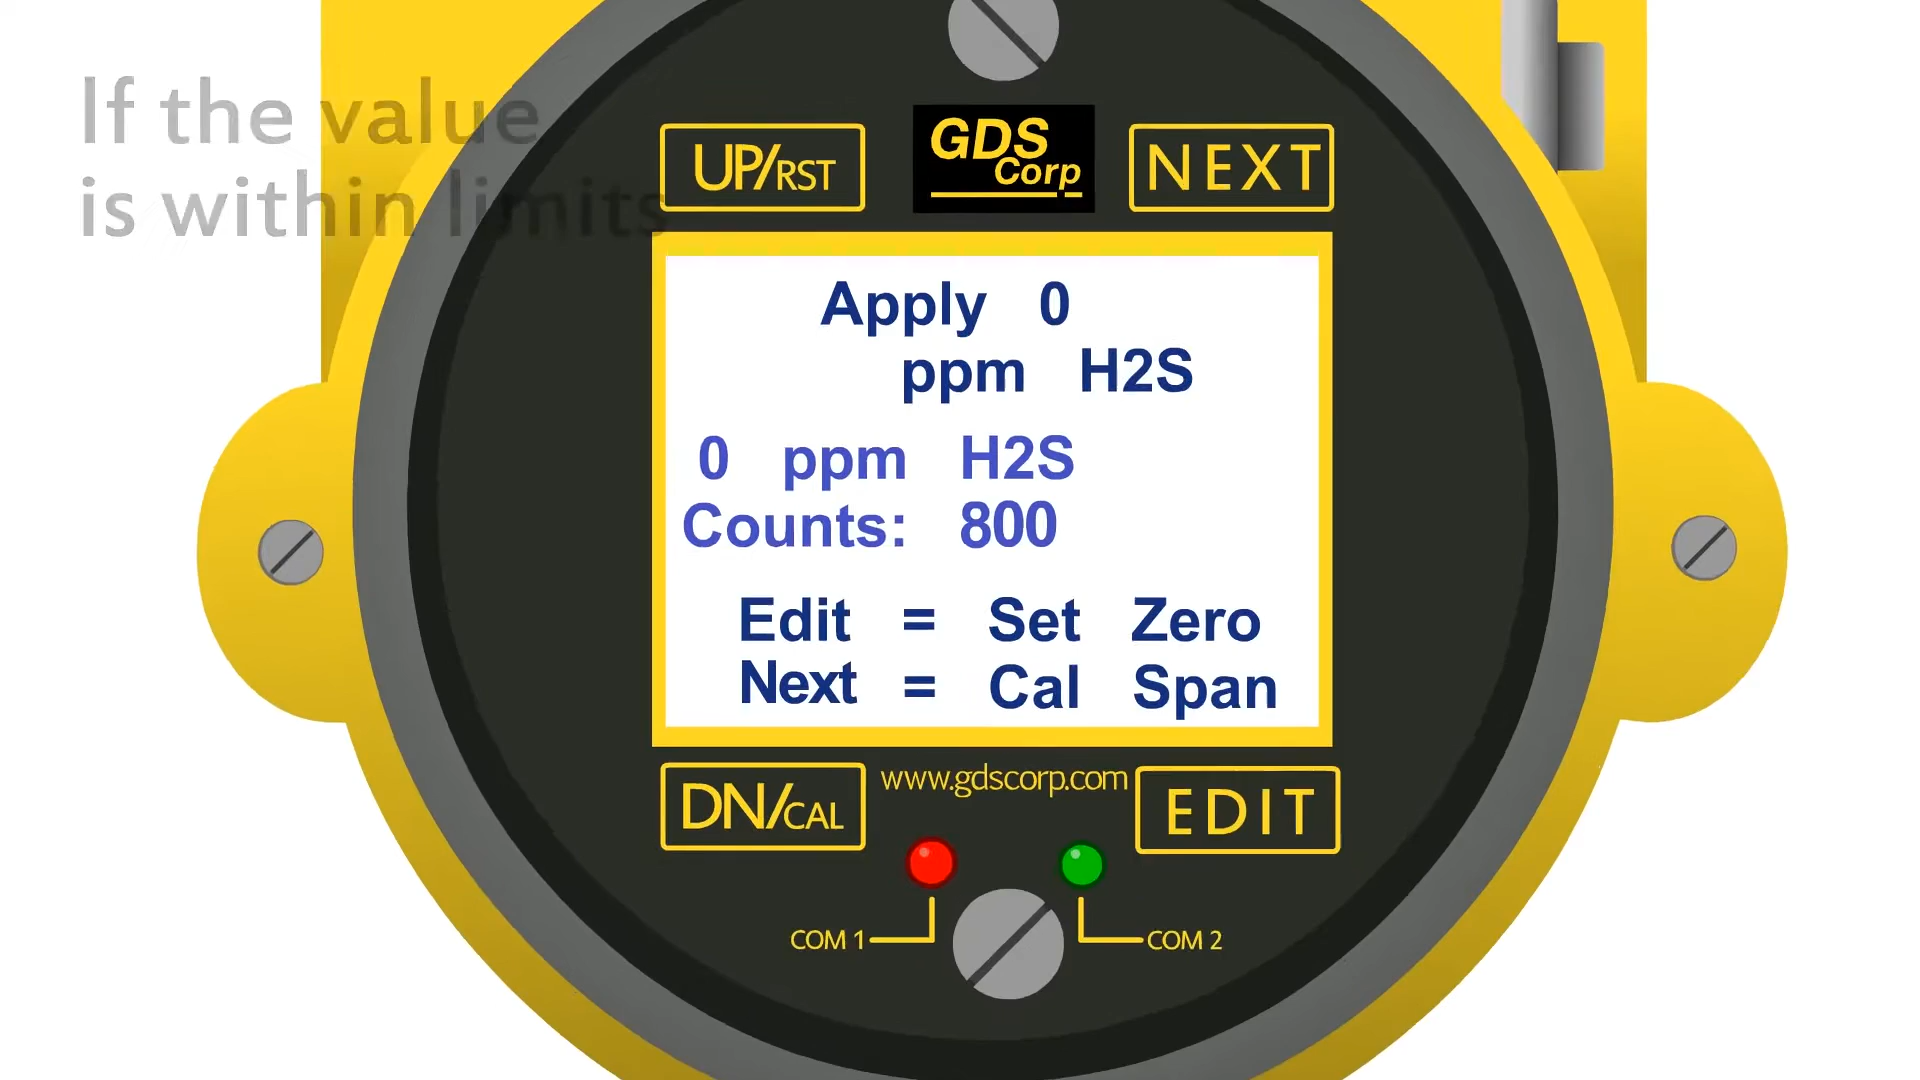 If the value
is within limits
UP/RST
GDS
Corp
NEXT
Apply 0
ppm H2S
0 ppm H2S
Counts: 800
Edit = Set Zero
Next = Cal Span
DN/CAL
www.gdscorp.com
EDIT
COM 1
COM 2